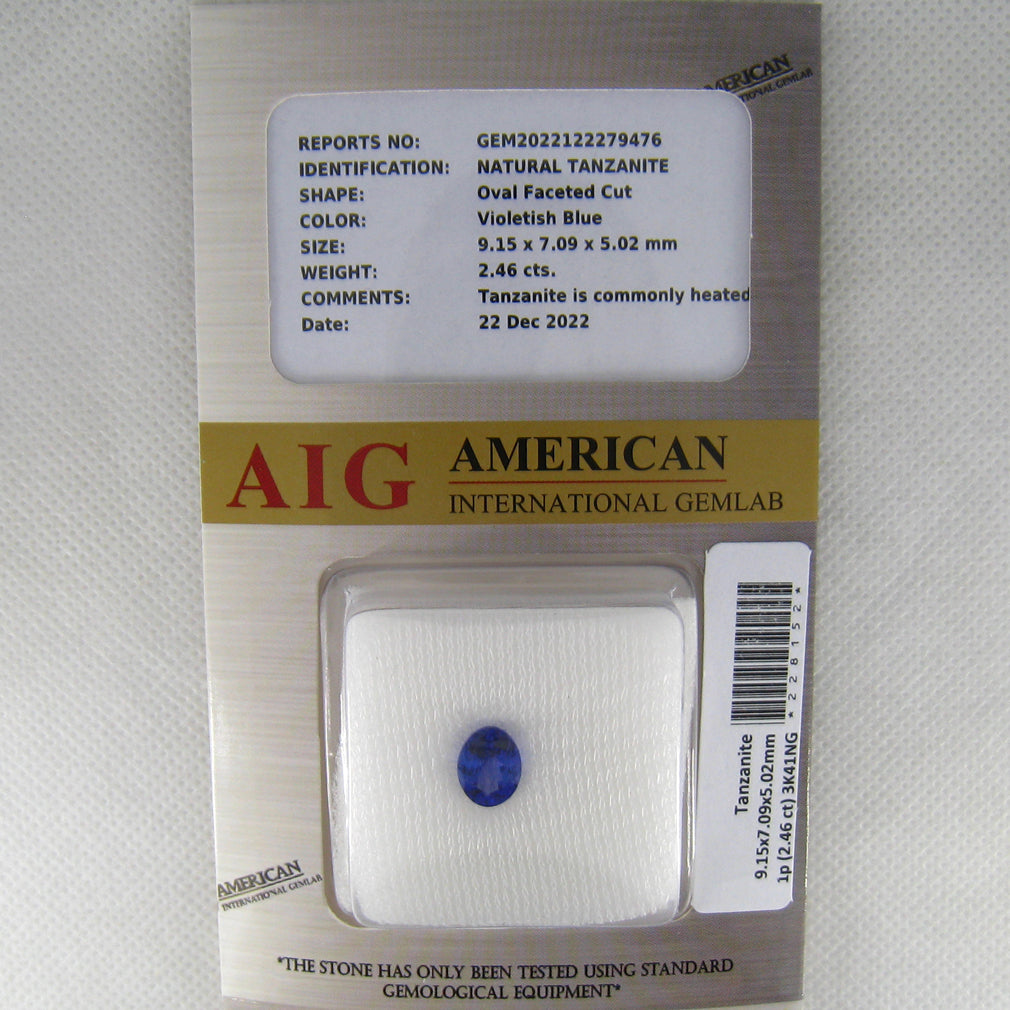 AMERICAN
INTERNATIONAL GEMLAB
REPORTS NO: GEM2022122279476
IDENTIFICATION: NATURAL TANZANITE
SHAPE: Oval Faceted Cut
COLOR: Violetish Blue
SIZE: 9.15 x 7.09 x 5.02 mm
WEIGHT: 2.46 cts.
COMMENTS: Tanzanite is commonly heated
Date: 22 Dec 2022
AIG
AMERICAN
INTERNATIONAL GEMLAB
*228152*
Tanzanite
9.15x7.09x5.02mm
1p (2.46 ct) 3K41NG
AMERICAN
INTERNATIONAL GEMLAB
*THE STONE HAS ONLY BEEN TESTED USING STANDARD
GEMOLOGICAL EQUIPMENT*